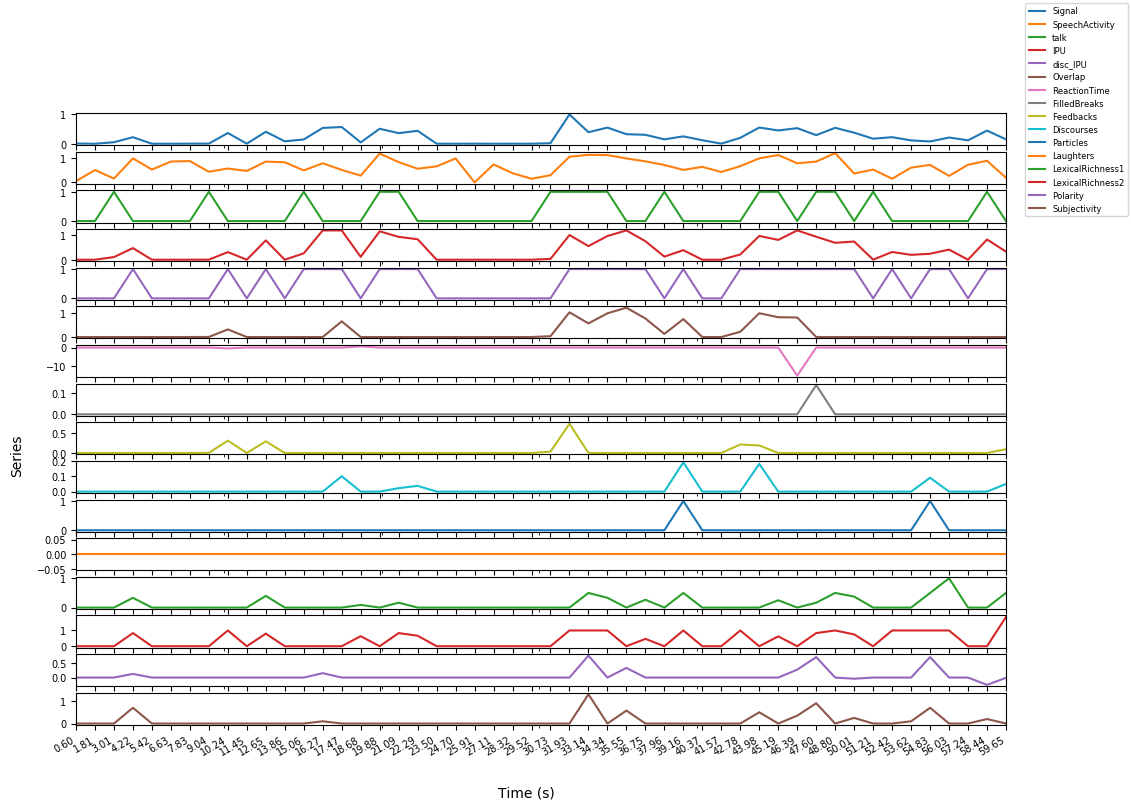 Signal
SpeechActivity
talk
IPU
disc_IPU
Overlap
ReactionTime
FilledBreaks
Feedbacks
Discourses
Particles
Laughters
LexicalRichness1
LexicalRichness2
Polarity
Subjectivity
1
0
1
0
1
0
1
0
1
0
1
0
0
−10
0.1
0.0
0.5
0.0
0.2
0.1
0.0
1
0
0.05
0.00
−0.05
1
0
1
0
0.5
0.0
1
0
Series
0.60 1.81 3.01 4.22 5.42 6.63 7.83 9.04 10.24 11.45 12.65 13.86 15.06 16.27 17.47 18.68 19.88 21.09 22.29 23.50 24.70 25.91 27.11 28.32 29.52 30.73 31.93 33.14 34.34 35.55 36.75 37.96 39.16 40.37 41.57 42.78 43.98 45.19 46.39 47.60 48.80 50.01 51.21 52.42 53.62 54.83 56.03 57.24 58.44 59.65
Time (s)